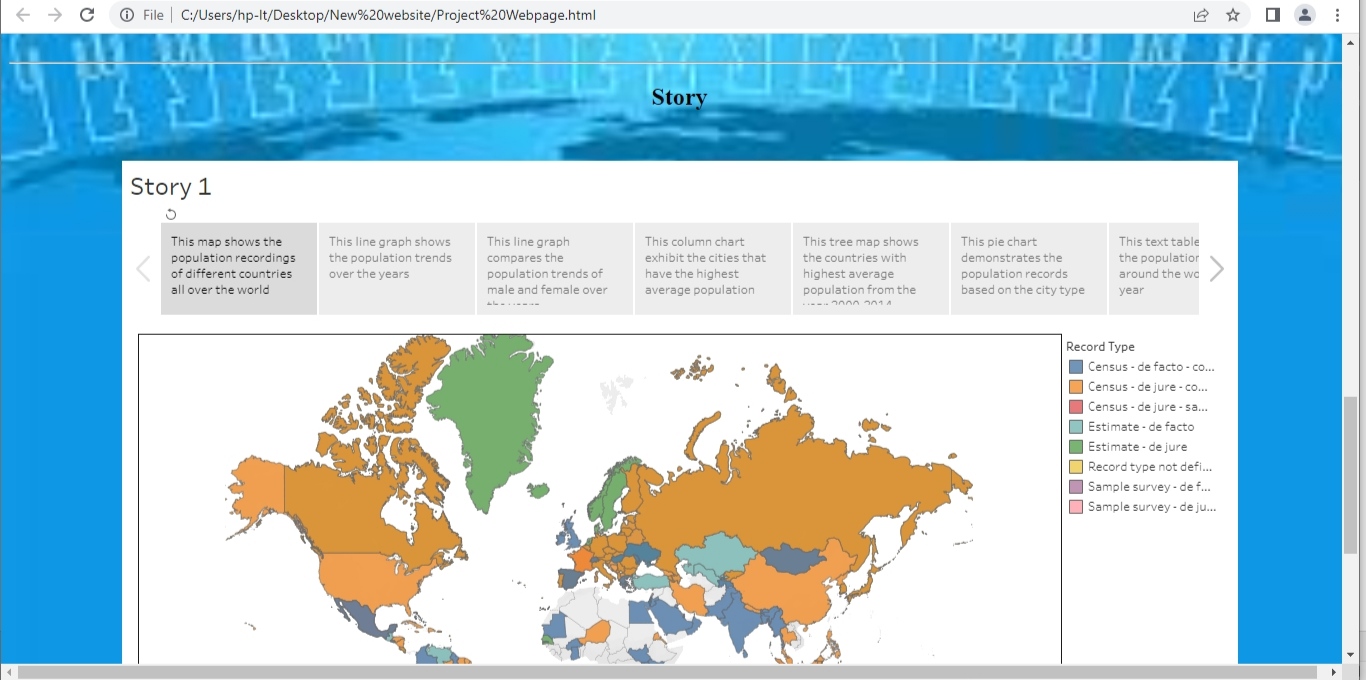 File
C:/Users/hp-lt/Desktop/New%20website/Project%20Webpage.html
Story
Story 1
This map shows the
population recordings
of different countries
all over the world
This line graph shows
the population trends
over the years
This line graph
compares the
population trends of
male and female over
the years
This column chart
exhibit the cities that
have the highest
average population
This tree map shows
the countries with
highest average
population from the
year 2000-2014
This pie chart
demonstrates the
population records
based on the city type
This text table
the population
around the wo
year
Record Type
Census - de facto - co...
Census - de jure - co...
Census - de jure - sa...
Estimate - de facto
Estimate - de jure
Record type not defi...
Sample survey - de f...
Sample survey - de ju...